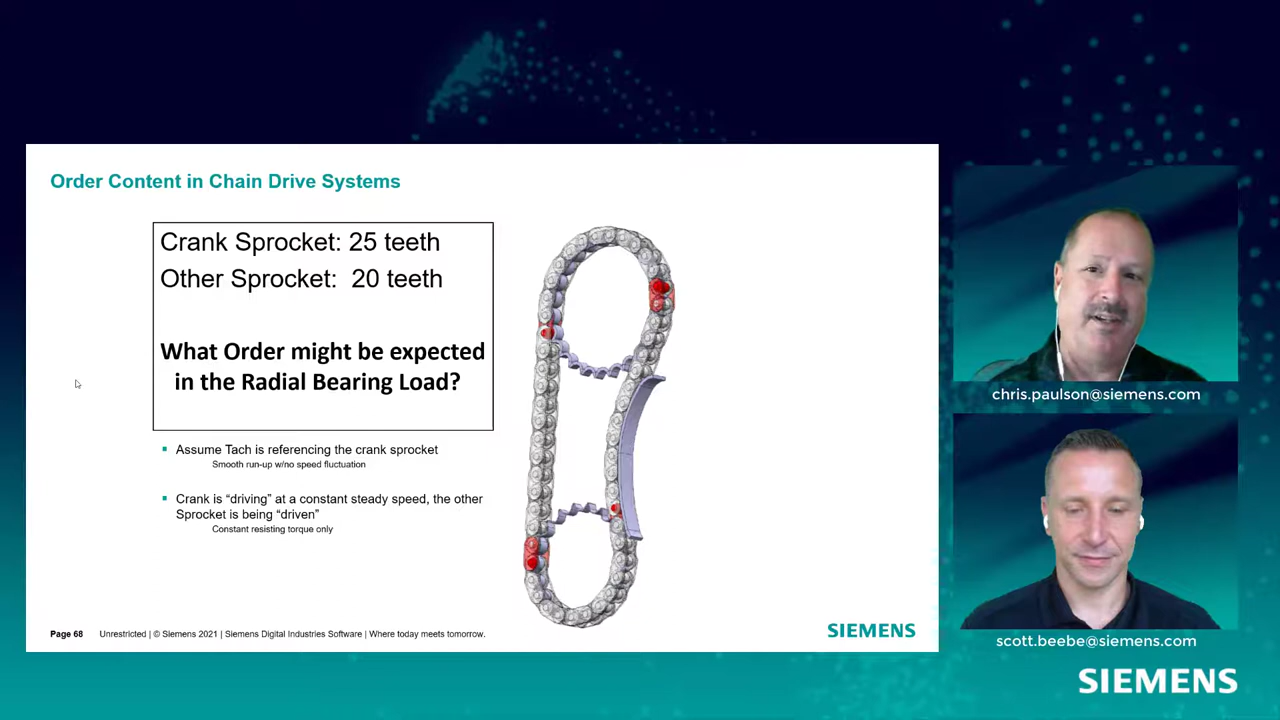 Order Content in Chain Drive Systems
Crank Sprocket: 25 teeth
Other Sprocket:  20 teeth
What Order might be expected
in the Radial Bearing Load?
Assume Tach is referencing the crank sprocket
Smooth run-up w/no speed fluctuation
Crank is “driving” at a constant steady speed, the other
Sprocket is being “driven”
Constant resisting torque only
Page 68 Unrestricted | © Siemens 2021 | Siemens Digital Industries Software | Where today meets tomorrow.
SIEMENS
chris.paulson@siemens.com
scott.beebe@siemens.com
SIEMENS